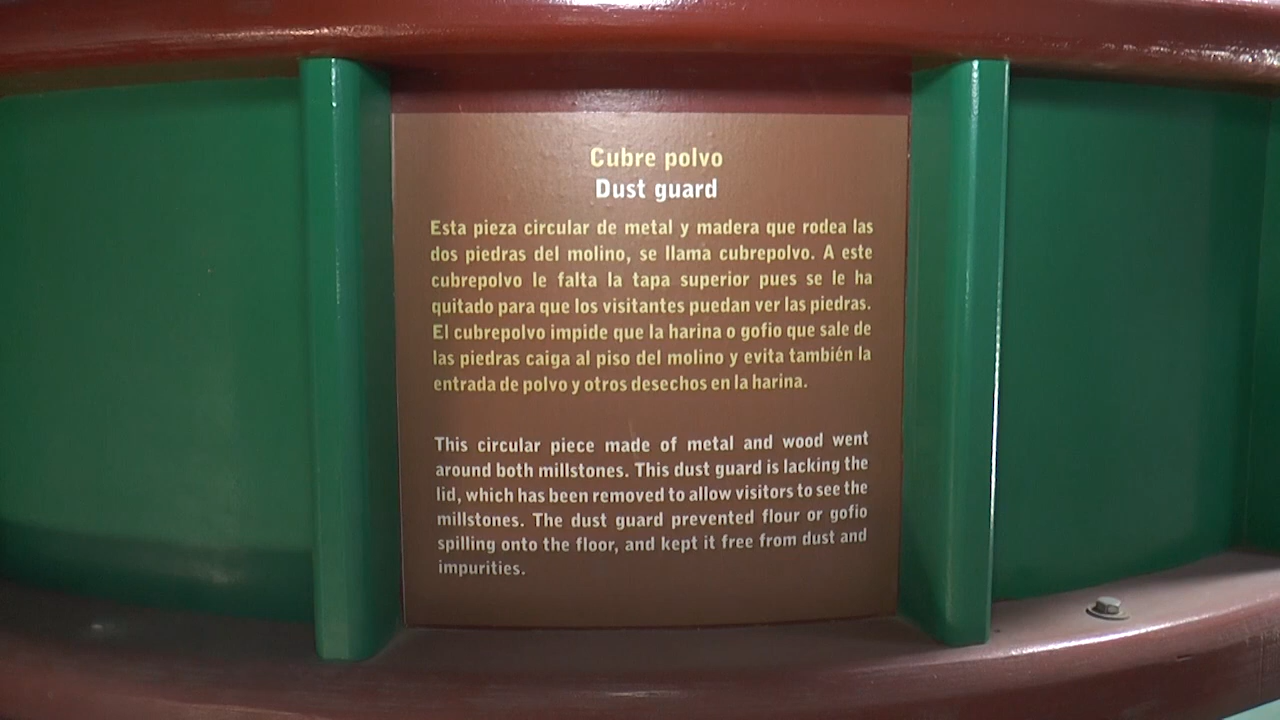 Cubre polvo
Dust guard
Esta pieza circular de metal y madera que rodea las
dos piedras del molino, se llama cubrepolvo. A este
cubrepolvo le falta la tapa superior pues se le ha
quitado para que los visitantes puedan ver las piedras.
El cubrepolvo impide que la harina o gofio que sale de
las piedras caiga al piso del molino y evita también la
entrada de polvo y otros desechos en la harina.
This circular piece made of metal and wood went
around both millstones. This dust guard is lacking the
lid, which has been removed to allow visitors to see the
millstones. The dust guard prevented flour or gofio
spilling onto the floor, and kept it free from dust and
impurities.